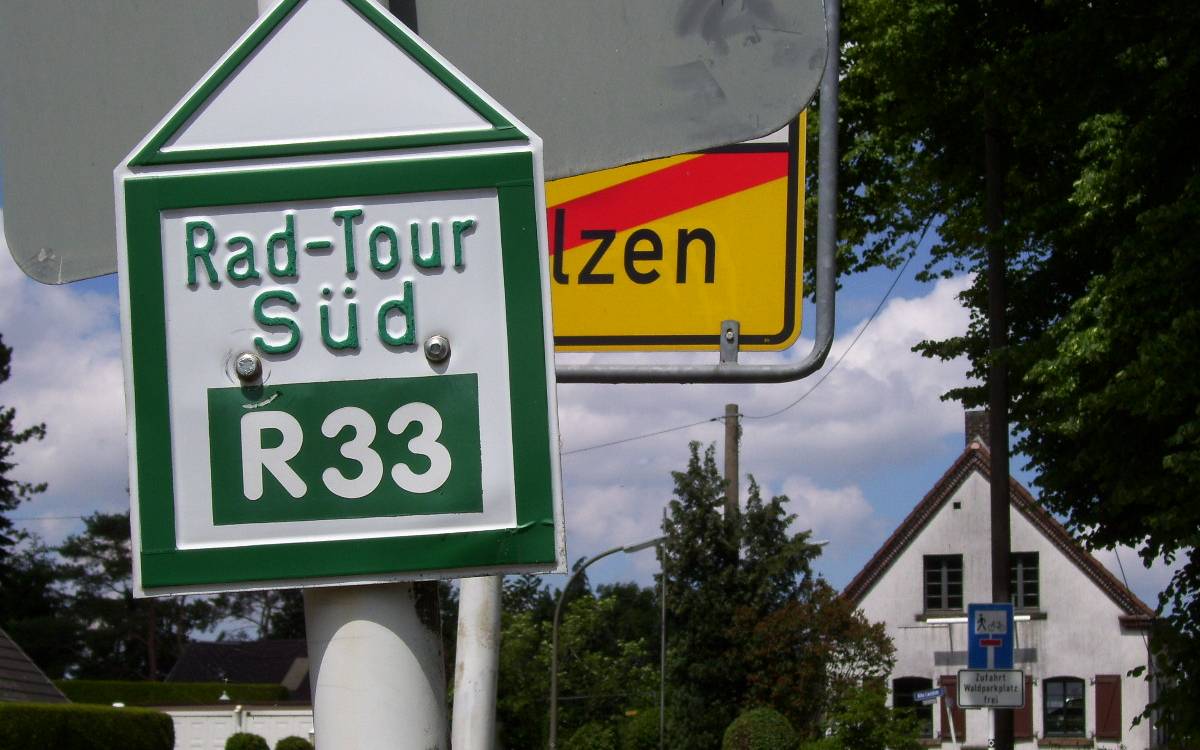 Rad-Tour
Süd
R33
lzen
Zufahrt
Waldparkplatz
frei